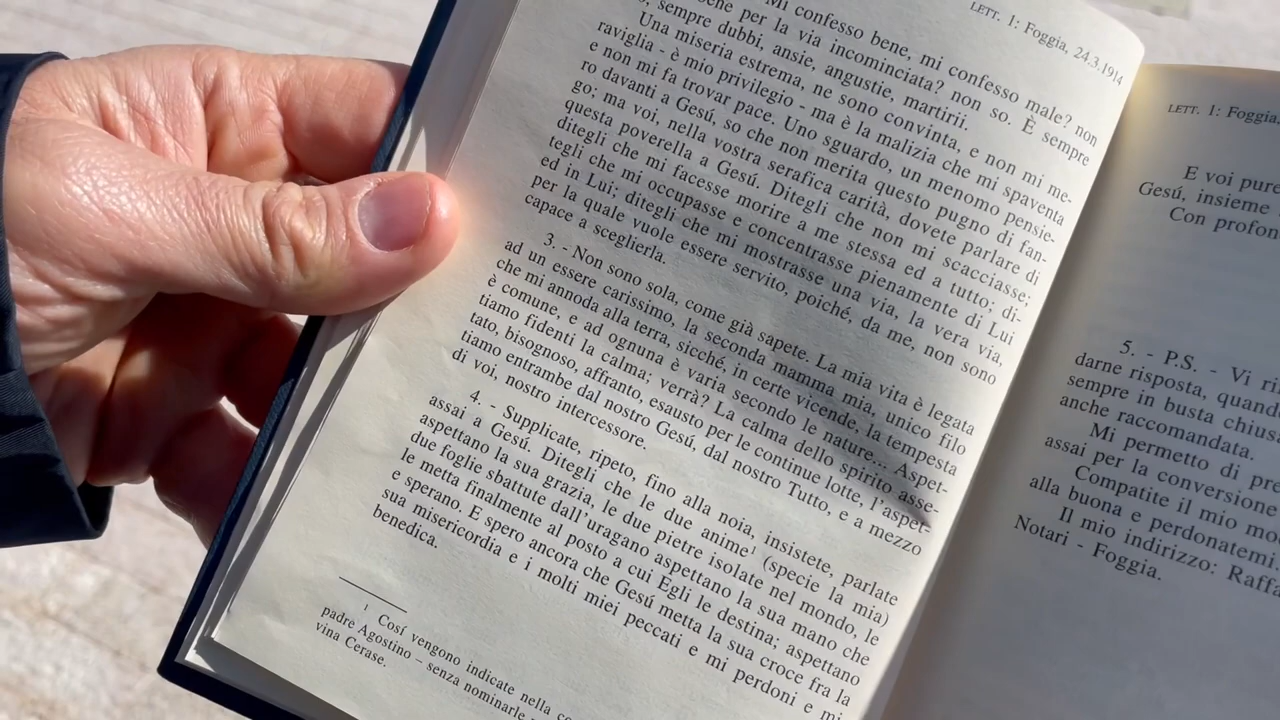 LETT. 1: Foggia, 24.3.1914
Mi confesso bene, mi confesso male? non
bene per la via incominciata? non so. È sempre
, sempre dubbi, ansie, angustie, martirii.
Una miseria estrema, ne sono convinta, e non mi me-
raviglia - è mio privilegio - ma è la malizia che mi spaventa
e non mi fa trovar pace. Uno sguardo, un menomo pensie-
ro davanti a Gesú, so che non merita questo pugno di fan-
go; ma voi, nella vostra serafica carità, dovete parlare di
questa poverella a Gesú. Ditegli che non mi scacciasse;
ditegli che mi facesse morire a me stessa ed a tutto; di-
tegli che mi occupasse e concentrasse pienamente di Lui
ed in Lui; ditegli che mi mostrasse una via, la vera via,
per la quale vuole essere servito, poiché, da me, non sono
capace a sceglierla.
3. - Non sono sola, come già sapete. La mia vita è legata
ad un essere carissimo, la seconda mamma mia, unico filo
che mi annoda alla terra, sicché, in certe vicende, la tempesta
è comune, e ad ognuna è varia secondo le nature... Aspet-
tiamo fidenti la calma; verrà? La calma dello spirito asse-
tato, bisognoso, affranto, esausto per le continue lotte, l'aspet-
tiamo entrambe dal nostro Gesú, dal nostro Tutto, e a mezzo
di voi, nostro intercessore.
4. - Supplicate, ripeto, fino alla noia, insistete, parlate
assai a Gesú. Ditegli che le due anime¹ (specie la mia)
aspettano la sua grazia, le due pietre isolate nel mondo, le
due foglie sbattute dall'uragano aspettano la sua mano che
le metta finalmente al posto a cui Egli le destina; aspettano
e sperano. E spero ancora che Gesú metta la sua croce fra la
sua misericordia e i molti miei peccati e mi perdoni e mi
benedica.
¹ Cosí vengono indicate nella
padre Agostino – senza nominarle
vina Cerase.
LETT. 1: Foggia,
E voi pure
Gesú, insieme
Con profon
5. - P.S. - Vi ri
darne risposta, quand
sempre in busta chius
anche raccomandata.
Mi permetto di pre
assai per la conversione
Compatite il mio mo
alla buona e perdonatemi.
Il mio indirizzo: Raffa
Notari - Foggia.